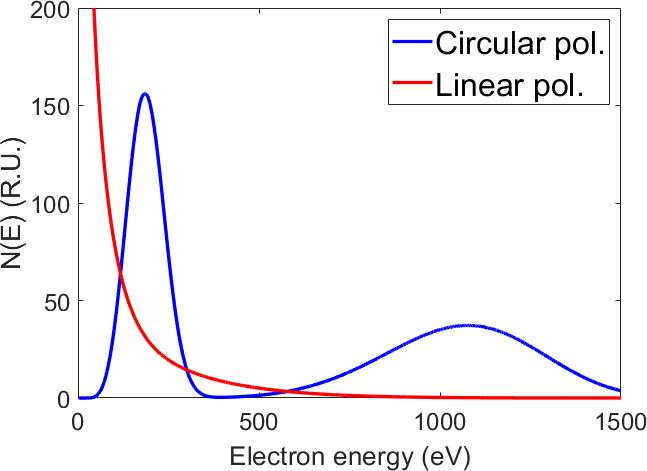 200
150
100
50
0
N(E) (R.U.)
Circular pol.
Linear pol.
0 500 1000 1500
Electron energy (eV)